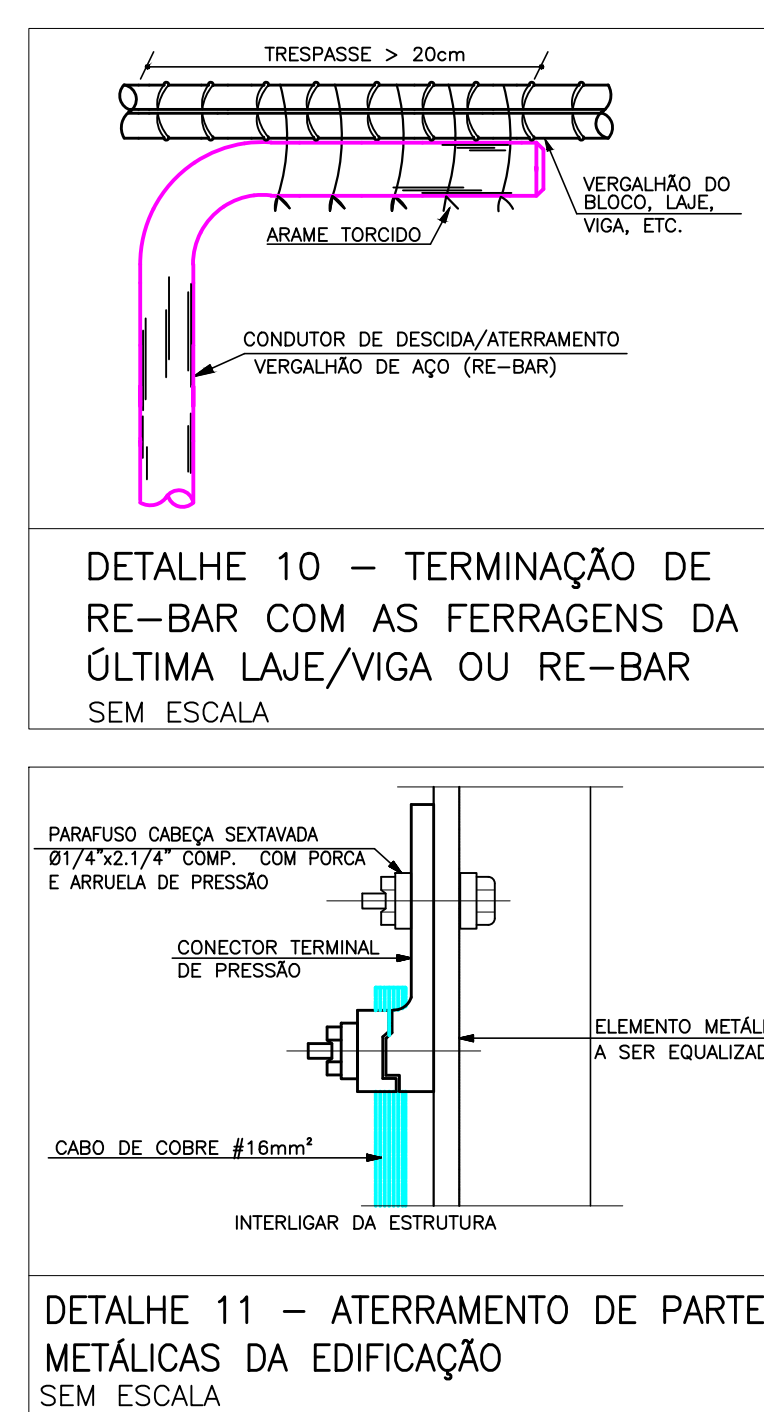 TRESPASSE > 20cm
VERGALHÃO DO
BLOCO, LAJE,
VIGA, ETC.
ARAME TORCIDO
CONDUTOR DE DESCIDA/ATERRAMENTO
VERGALHÃO DE AÇO (RE-BAR)
DETALHE 10 – TERMINAÇÃO DE
RE-BAR COM AS FERRAGENS DA
ÚLTIMA LAJE/VIGA OU RE-BAR
SEM ESCALA
PARAFUSO CABEÇA SEXTAVADA
Ø1/4"x2.1/4" COMP. COM PORCA
E ARRUELA DE PRESSÃO
CONECTOR TERMINAL
DE PRESSÃO
ELEMENTO METÁLI
A SER EQUALIZAD
CABO DE COBRE #16mm²
INTERLIGAR DA ESTRUTURA
DETALHE 11 – ATERRAMENTO DE PARTE
METÁLICAS DA EDIFICAÇÃO
SEM ESCALA